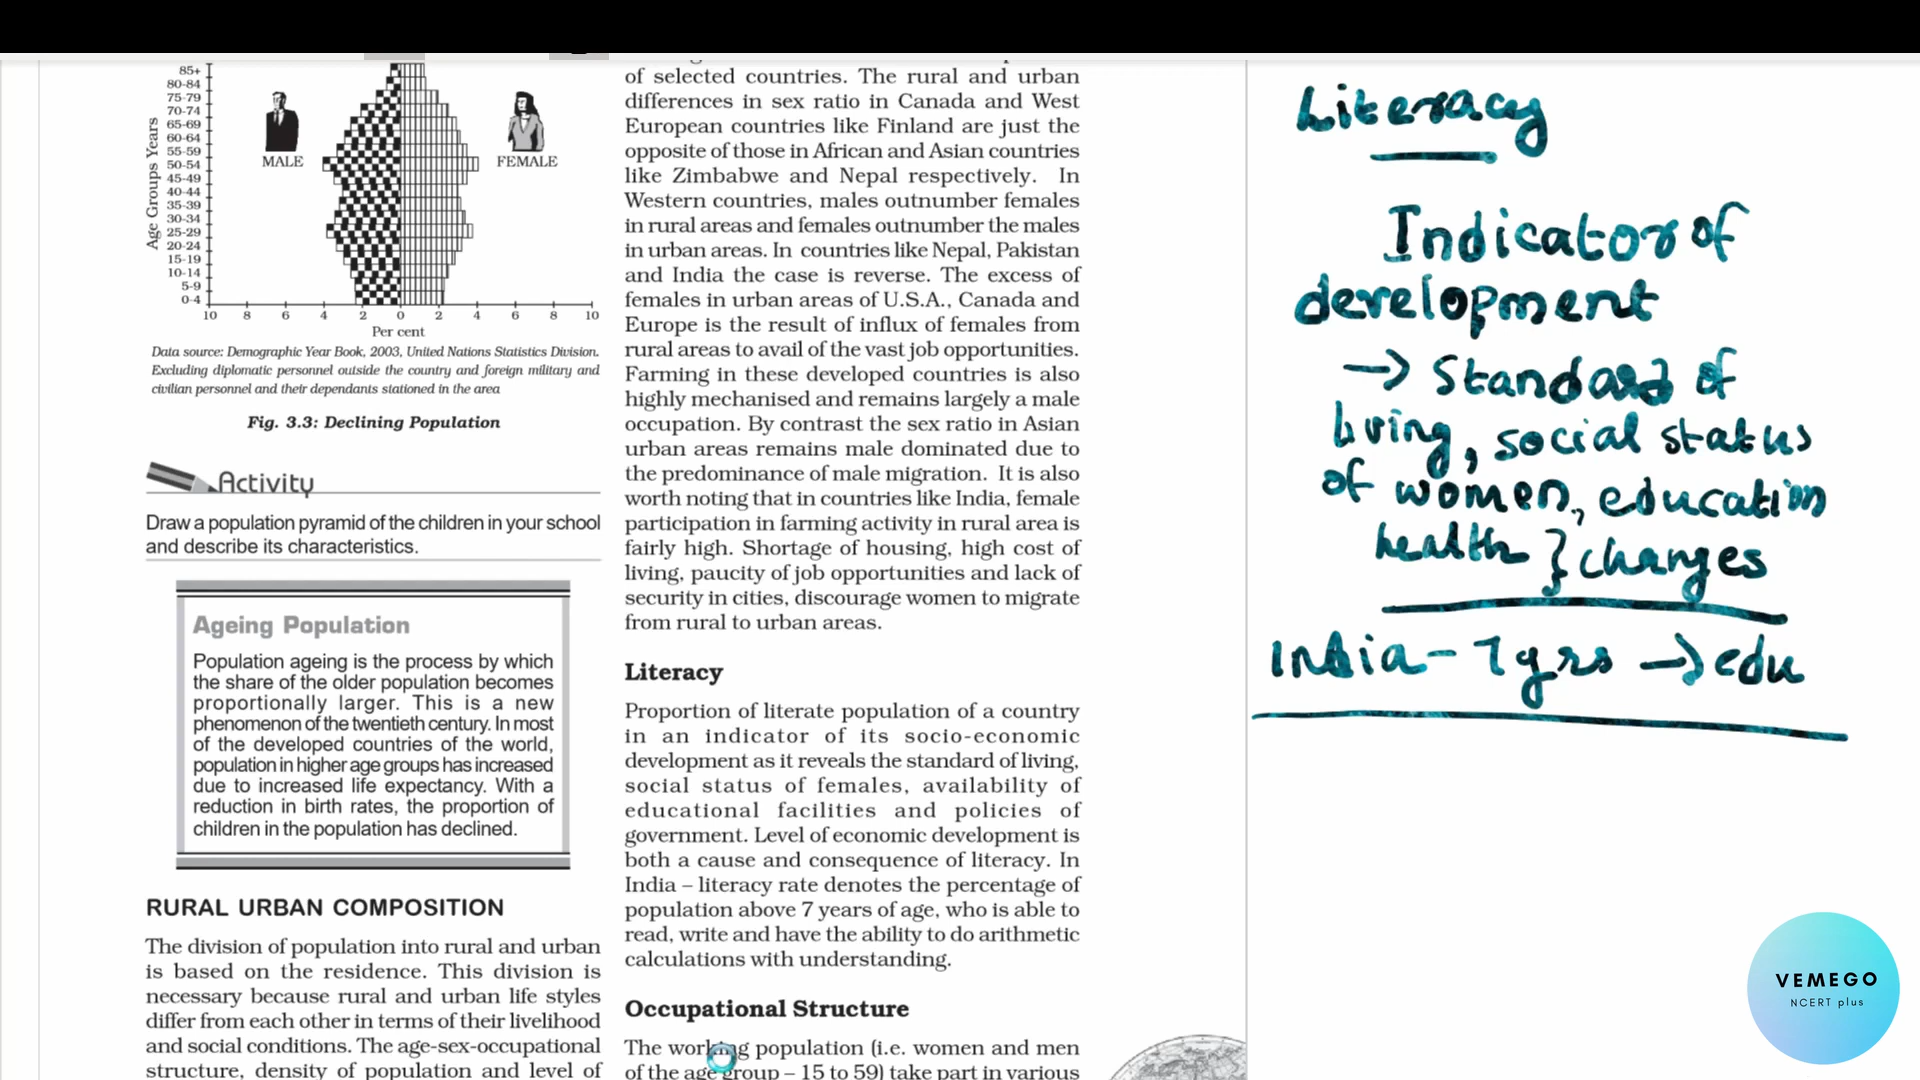 85+
80-84
75-79
70-74
65-69
60-64
55-59
50-54
45-49
40-44
35-39
30-34
25-29
20-24
15-19
10-14
5-9
0-4
Age Groups Years
MALE
FEMALE
10 8 6 4 2 0 2 4 6 8 10
Per cent
Data source: Demographic Year Book, 2003, United Nations Statistics Division.
Excluding diplomatic personnel outside the country and foreign military and
civilian personnel and their dependants stationed in the area
Fig. 3.3: Declining Population
Activity
Draw a population pyramid of the children in your school
and describe its characteristics.
Ageing Population
Population ageing is the process by which
the share of the older population becomes
proportionally larger. This is a new
phenomenon of the twentieth century. In most
of the developed countries of the world,
population in higher age groups has increased
due to increased life expectancy. With a
reduction in birth rates, the proportion of
children in the population has declined.
RURAL URBAN COMPOSITION
The division of population into rural and urban
is based on the residence. This division is
necessary because rural and urban life styles
differ from each other in terms of their livelihood
and social conditions. The age-sex-occupational
structure, density of population and level of
of selected countries. The rural and urban
differences in sex ratio in Canada and West
European countries like Finland are just the
opposite of those in African and Asian countries
like Zimbabwe and Nepal respectively. In
Western countries, males outnumber females
in rural areas and females outnumber the males
in urban areas. In countries like Nepal, Pakistan
and India the case is reverse. The excess of
females in urban areas of U.S.A., Canada and
Europe is the result of influx of females from
rural areas to avail of the vast job opportunities.
Farming in these developed countries is also
highly mechanised and remains largely a male
occupation. By contrast the sex ratio in Asian
urban areas remains male dominated due to
the predominance of male migration. It is also
worth noting that in countries like India, female
participation in farming activity in rural area is
fairly high. Shortage of housing, high cost of
living, paucity of job opportunities and lack of
security in cities, discourage women to migrate
from rural to urban areas.
Literacy
Proportion of literate population of a country
in an indicator of its socio-economic
development as it reveals the standard of living,
social status of females, availability of
educational facilities and policies of
government. Level of economic development is
both a cause and consequence of literacy. In
India – literacy rate denotes the percentage of
population above 7 years of age, who is able to
read, write and have the ability to do arithmetic
calculations with understanding.
Occupational Structure
The working population (i.e. women and men
of the age group – 15 to 59) take part in various
Literacy
Indicator of
development
→ Standard of
living, social status
of women, education
health } changes
India - 7 yrs → edu
VEMEGO
NCERT plus